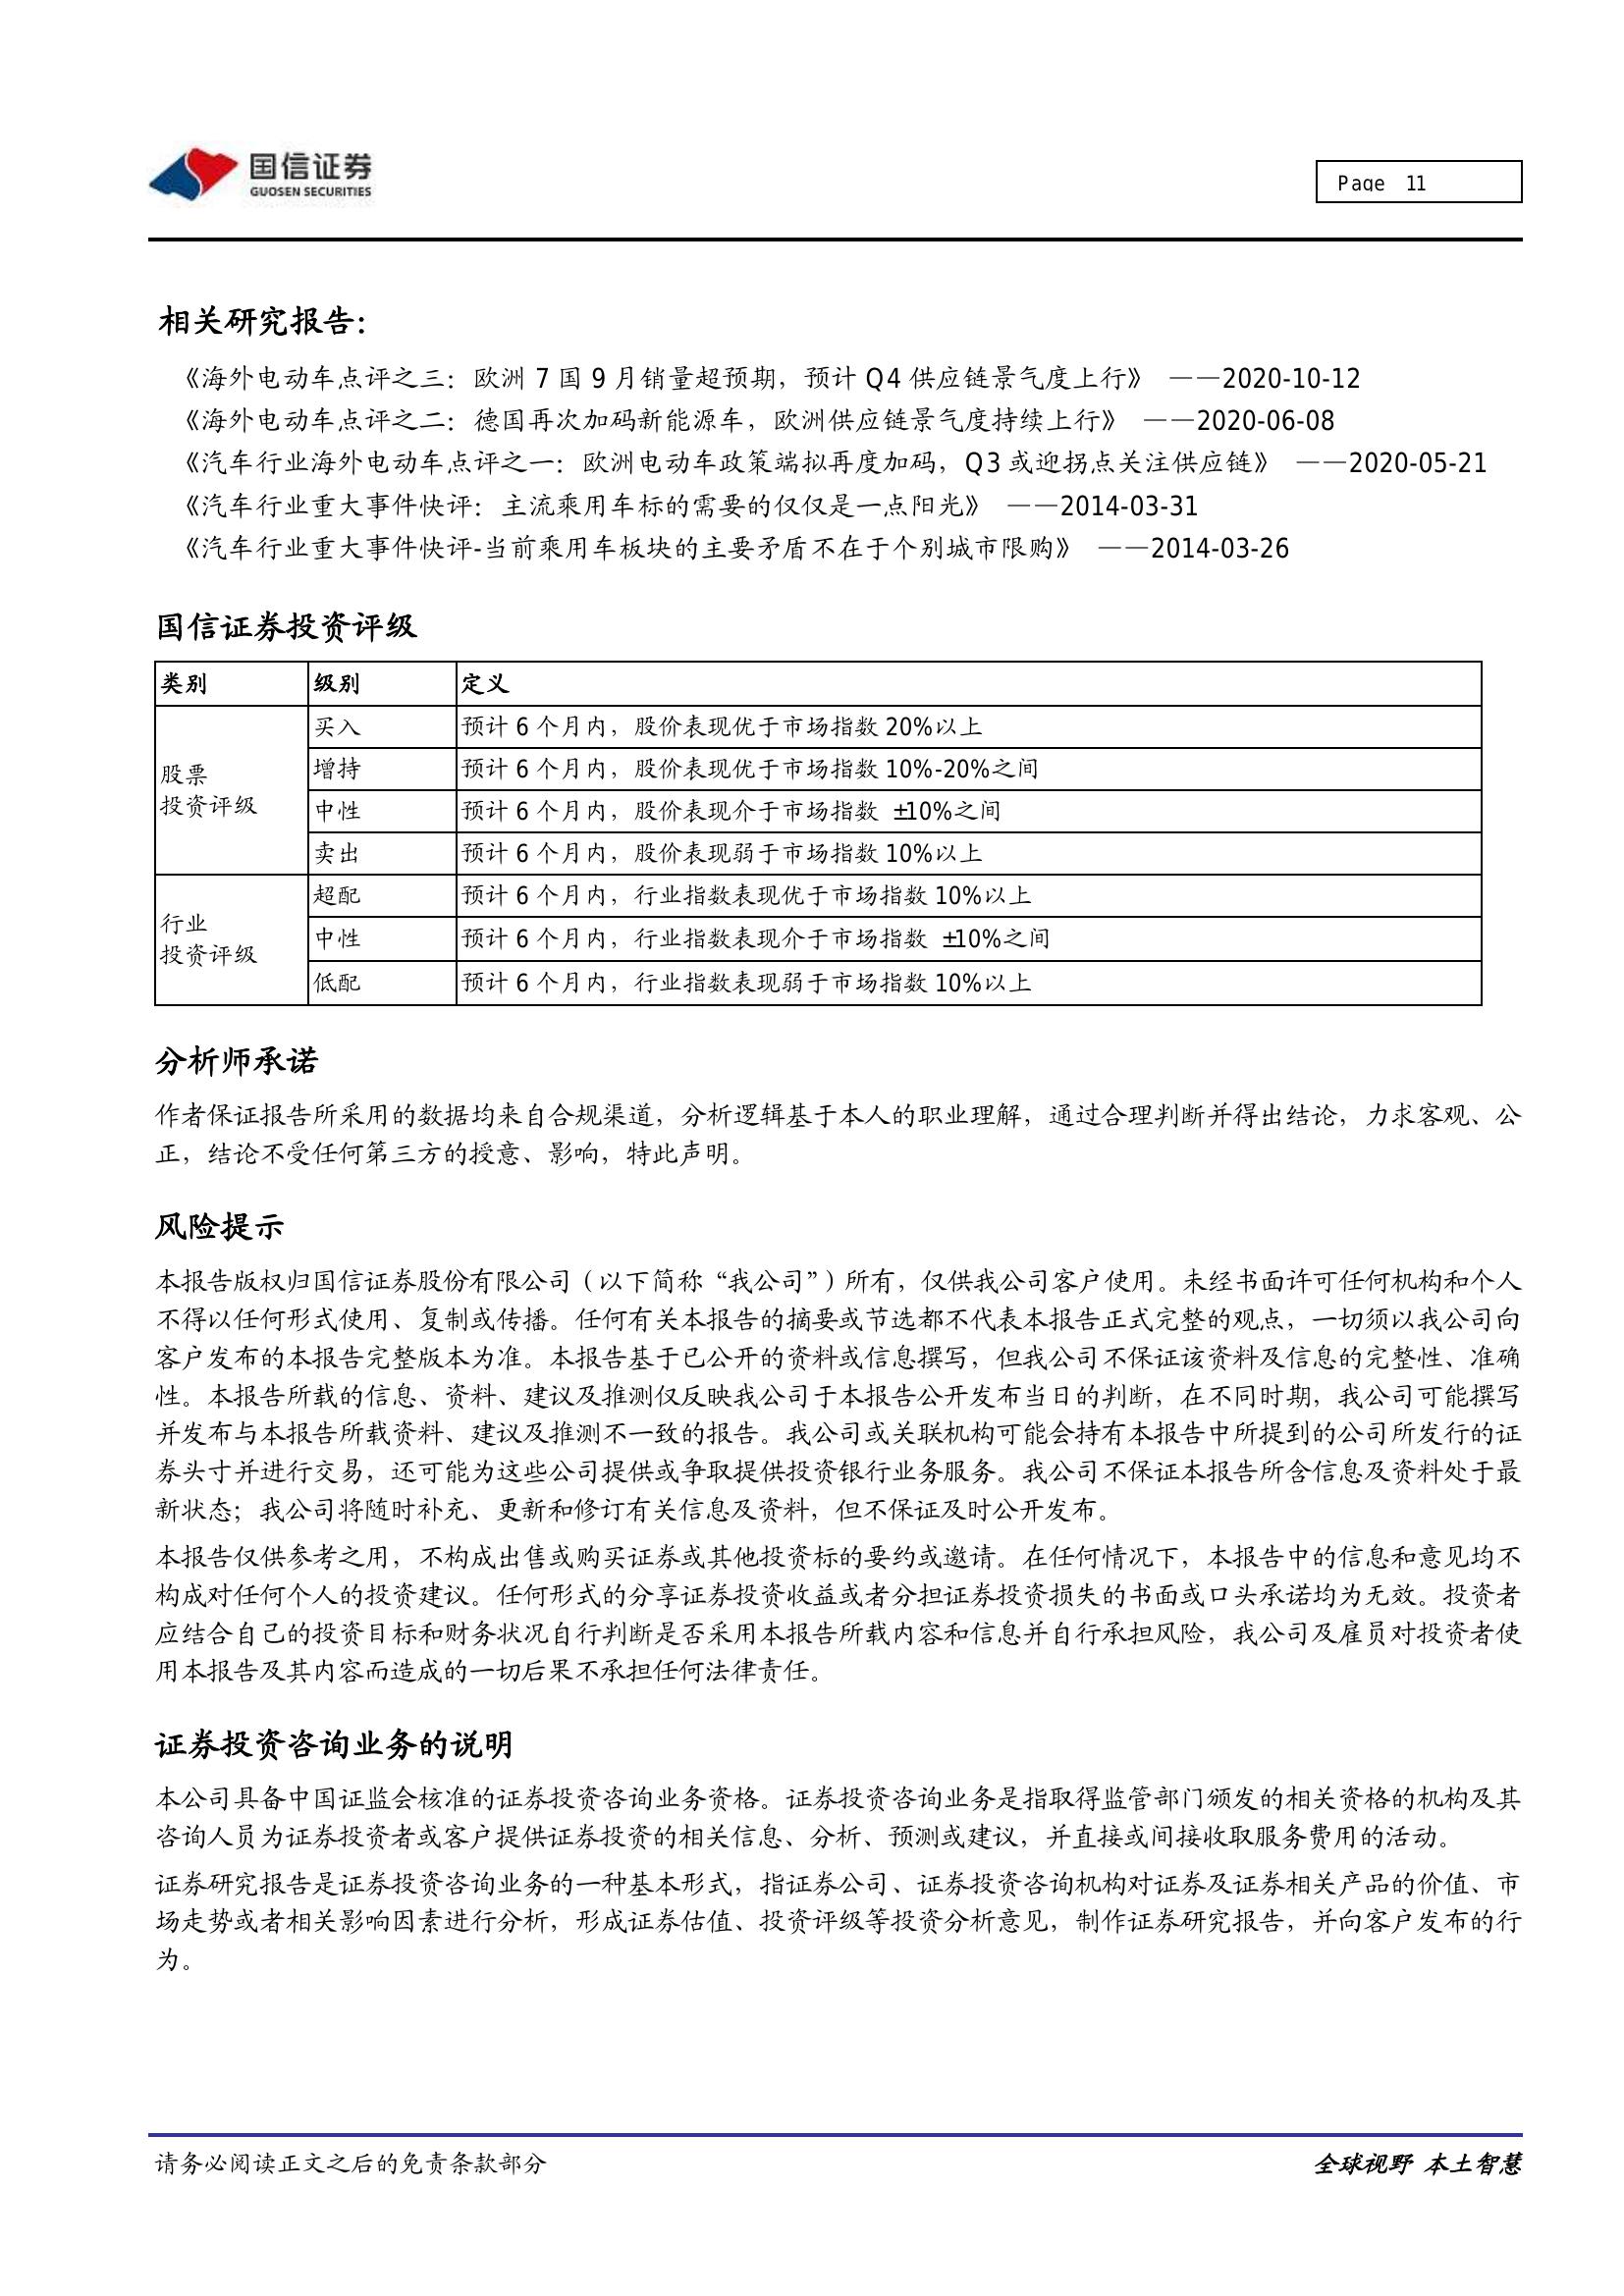 国信证券
GUOSEN SECURITIES
Page 11
相关研究报告：
《海外电动车点评之三：欧洲 7 国 9 月销量超预期，预计 Q4 供应链景气度上行》 ——2020-10-12
《海外电动车点评之二：德国再次加码新能源车，欧洲供应链景气度持续上行》 ——2020-06-08
《汽车行业海外电动车点评之一：欧洲电动车政策端拟再度加码，Q3 或迎拐点关注供应链》 ——2020-05-21
《汽车行业重大事件快评：主流乘用车标的需要的仅仅是一点阳光》 ——2014-03-31
《汽车行业重大事件快评-当前乘用车板块的主要矛盾不在于个别城市限购》 ——2014-03-26
国信证券投资评级
类别 级别 定义
股票
投资评级
买入 预计 6 个月内，股价表现优于市场指数 20%以上
增持 预计 6 个月内，股价表现优于市场指数 10%-20%之间
中性 预计 6 个月内，股价表现介于市场指数 ±10%之间
卖出 预计 6 个月内，股价表现弱于市场指数 10%以上
行业
投资评级
超配 预计 6 个月内，行业指数表现优于市场指数 10%以上
中性 预计 6 个月内，行业指数表现介于市场指数 ±10%之间
低配 预计 6 个月内，行业指数表现弱于市场指数 10%以上
分析师承诺
作者保证报告所采用的数据均来自合规渠道，分析逻辑基于本人的职业理解，通过合理判断并得出结论，力求客观、公
正，结论不受任何第三方的授意、影响，特此声明。
风险提示
本报告版权归国信证券股份有限公司（以下简称“我公司”）所有，仅供我公司客户使用。未经书面许可任何机构和个人
不得以任何形式使用、复制或传播。任何有关本报告的摘要或节选都不代表本报告正式完整的观点，一切须以我公司向
客户发布的本报告完整版本为准。本报告基于已公开的资料或信息撰写，但我公司不保证该资料及信息的完整性、准确
性。本报告所载的信息、资料、建议及推测仅反映我公司于本报告公开发布当日的判断，在不同时期，我公司可能撰写
并发布与本报告所载资料、建议及推测不一致的报告。我公司或关联机构可能会持有本报告中所提到的公司所发行的证
券头寸并进行交易，还可能为这些公司提供或争取提供投资银行业务服务。我公司不保证本报告所含信息及资料处于最
新状态；我公司将随时补充、更新和修订有关信息及资料，但不保证及时公开发布。
本报告仅供参考之用，不构成出售或购买证券或其他投资标的要约或邀请。在任何情况下，本报告中的信息和意见均不
构成对任何个人的投资建议。任何形式的分享证券投资收益或者分担证券投资损失的书面或口头承诺均为无效。投资者
应结合自己的投资目标和财务状况自行判断是否采用本报告所载内容和信息并自行承担风险，我公司及雇员对投资者使
用本报告及其内容而造成的一切后果不承担任何法律责任。
证券投资咨询业务的说明
本公司具备中国证监会核准的证券投资咨询业务资格。证券投资咨询业务是指取得监管部门颁发的相关资格的机构及其
咨询人员为证券投资者或客户提供证券投资的相关信息、分析、预测或建议，并直接或间接收取服务费用的活动。
证券研究报告是证券投资咨询业务的一种基本形式，指证券公司、证券投资咨询机构对证券及证券相关产品的价值、市
场走势或者相关影响因素进行分析，形成证券估值、投资评级等投资分析意见，制作证券研究报告，并向客户发布的行
为。
请务必阅读正文之后的免责条款部分
全球视野 本土智慧